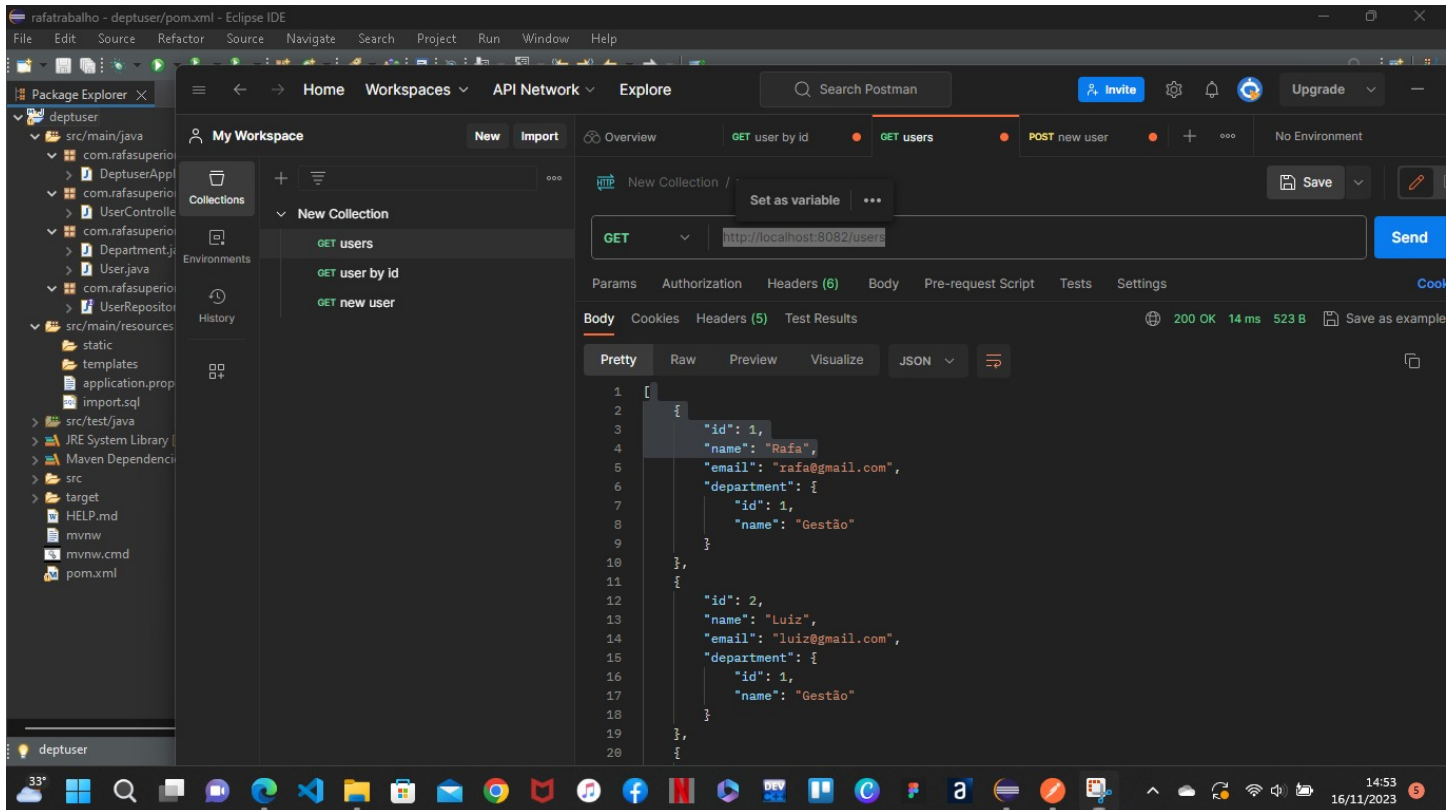 rafatrabalho - deptuser/pom.xml - Eclipse IDE
File Edit Source Refactor Source Navigate Search Project Run Window Help
Package Explorer
deptuser
src/main/java
com.rafasuperio
DeptuserAppl
com.rafasuperio
UserControlle
com.rafasuperio
Department.ja
User.java
com.rafasuperio
UserRepositor
src/main/resources
static
templates
application.prop
import.sql
src/test/java
JRE System Library
Maven Dependenci
src
target
HELP.md
mvnw
mvnw.cmd
pom.xml
deptuser
Home Workspaces API Network Explore
Search Postman
Invite
Upgrade
My Workspace
New Import
Collections
Environments
History
New Collection
GET users
GET user by id
GET new user
Overview
GET user by id
GET users
POST new user
No Environment
HTTP New Collection /
Set as variable
Save
GET http://localhost:8082/users
Send
Params Authorization Headers (6) Body Pre-request Script Tests Settings
Cook
Body Cookies Headers (5) Test Results
200 OK 14 ms 523 B Save as example
Pretty Raw Preview Visualize JSON
1 [
2 {
3 "id": 1,
4 "name": "Rafa",
5 "email": "rafa@gmail.com",
6 "department": {
7 "id": 1,
8 "name": "Gestão"
9 }
10 },
11 {
12 "id": 2,
13 "name": "Luiz",
14 "email": "luiz@gmail.com",
15 "department": {
16 "id": 1,
17 "name": "Gestão"
18 }
19 },
20 {
33°
DEV
14:53
16/11/2023
5